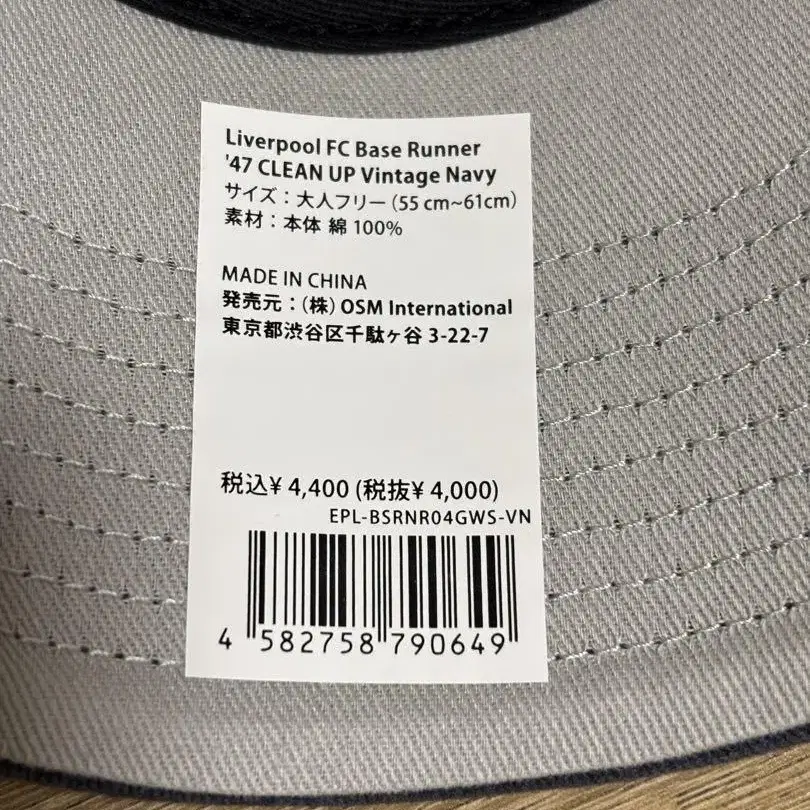 Liverpool FC Base Runner
'47 CLEAN UP Vintage Navy
サイズ：大人フリー（55 cm~61cm）
素材：本体 綿 100%
MADE IN CHINA
発売元：（株）OSM International
東京都渋谷区千駄ヶ谷 3-22-7
税込¥ 4,400 (税抜¥ 4,000)
EPL-BSRNR04GWS-VN
4 582758 790649